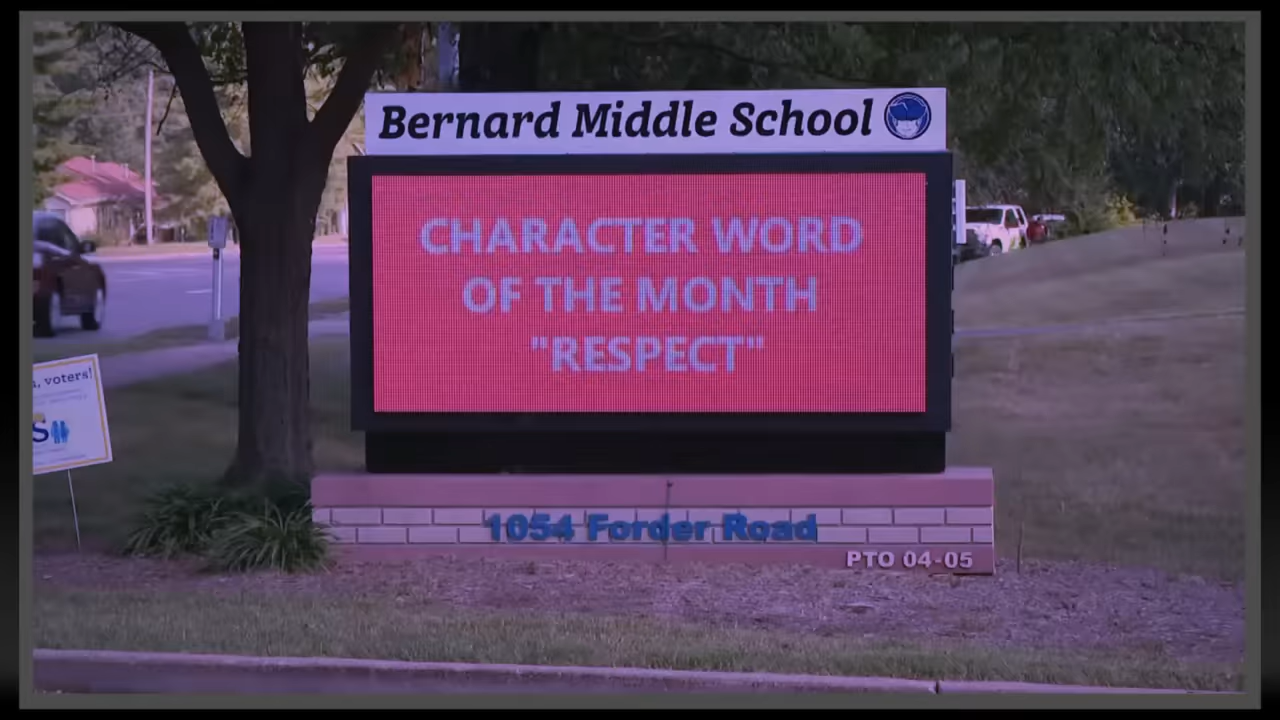 Bernard Middle School
CHARACTER WORD
OF THE MONTH
"RESPECT"
voters!
S
1054 Forder Road
PTO 04-05